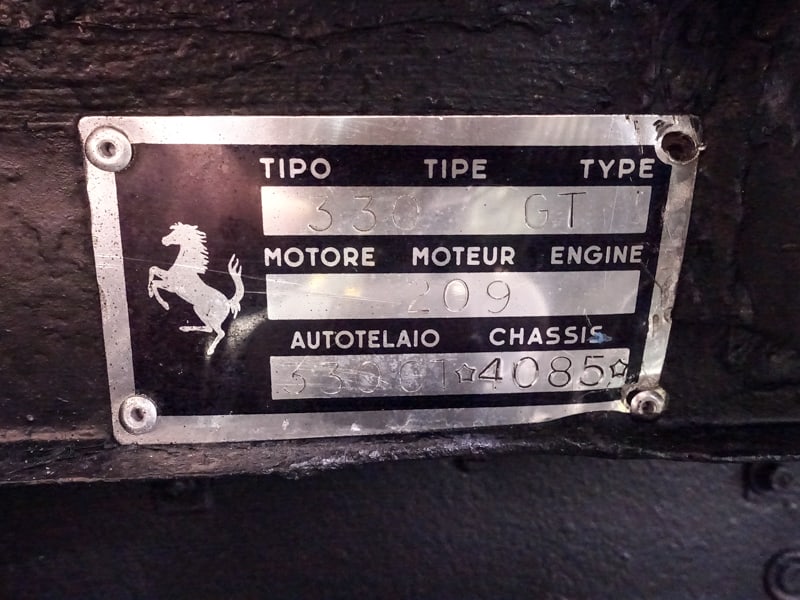 TIPO TIPE TYPE
330 GT
MOTORE MOTEUR ENGINE
209
AUTOTELAIO CHASSIS
330GT☆4085☆